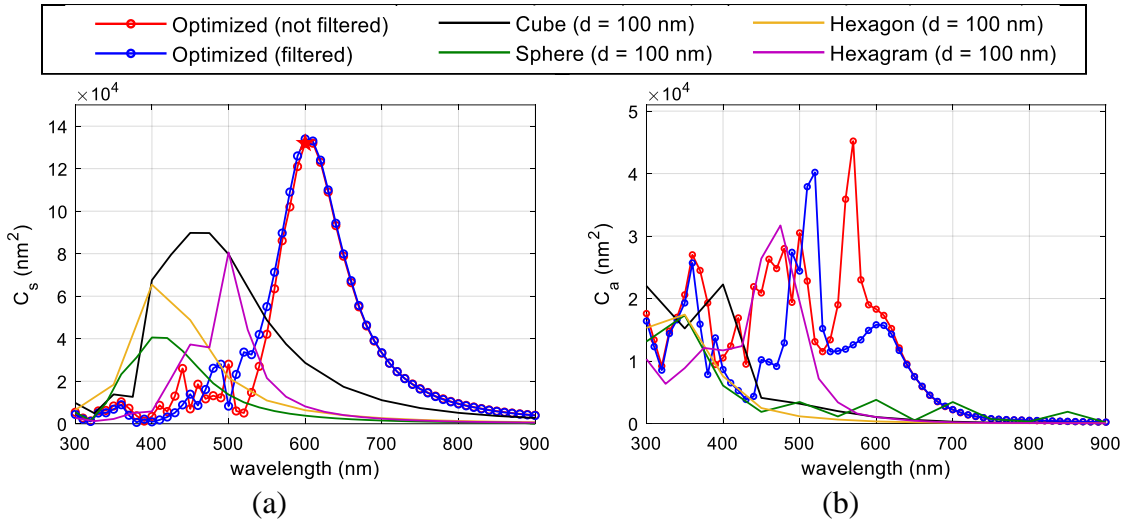 Optimized (not filtered) Cube (d = 100 nm) Hexagon (d = 100 nm)
Optimized (filtered) Sphere (d = 100 nm) Hexagram (d = 100 nm)
×10⁴
14
12
10
8
6
4
2
0
C_s (nm²)
300 400 500 600 700 800 900
wavelength (nm)
(a)
×10⁴
5
4
3
2
1
0
C_a (nm²)
300 400 500 600 700 800 900
wavelength (nm)
(b)